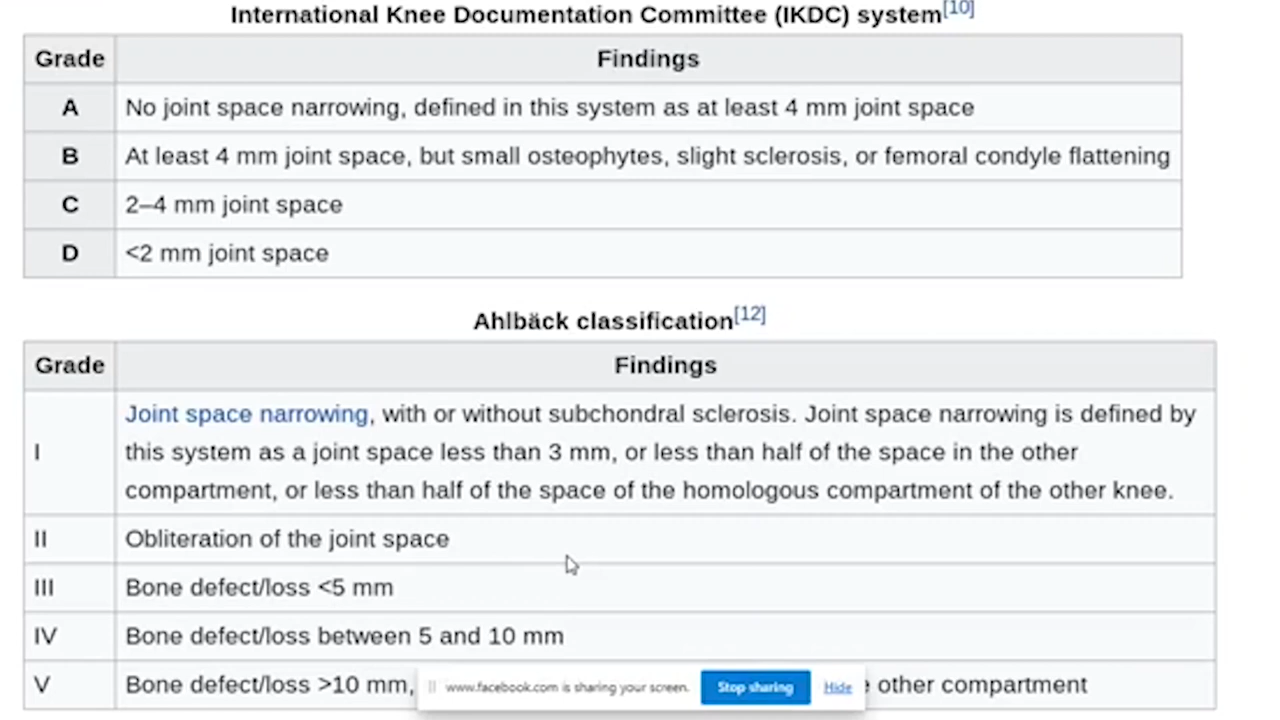 International Knee Documentation Committee (IKDC) system[10]
Grade Findings
A No joint space narrowing, defined in this system as at least 4 mm joint space
B At least 4 mm joint space, but small osteophytes, slight sclerosis, or femoral condyle flattening
C 2–4 mm joint space
D <2 mm joint space
Ahlbäck classification[12]
Grade Findings
I Joint space narrowing, with or without subchondral sclerosis. Joint space narrowing is defined by
this system as a joint space less than 3 mm, or less than half of the space in the other
compartment, or less than half of the space of the homologous compartment of the other knee.
II Obliteration of the joint space
III Bone defect/loss <5 mm
IV Bone defect/loss between 5 and 10 mm
V Bone defect/loss >10 mm, other compartment
www.facebook.com is sharing your screen. Stop sharing Hide